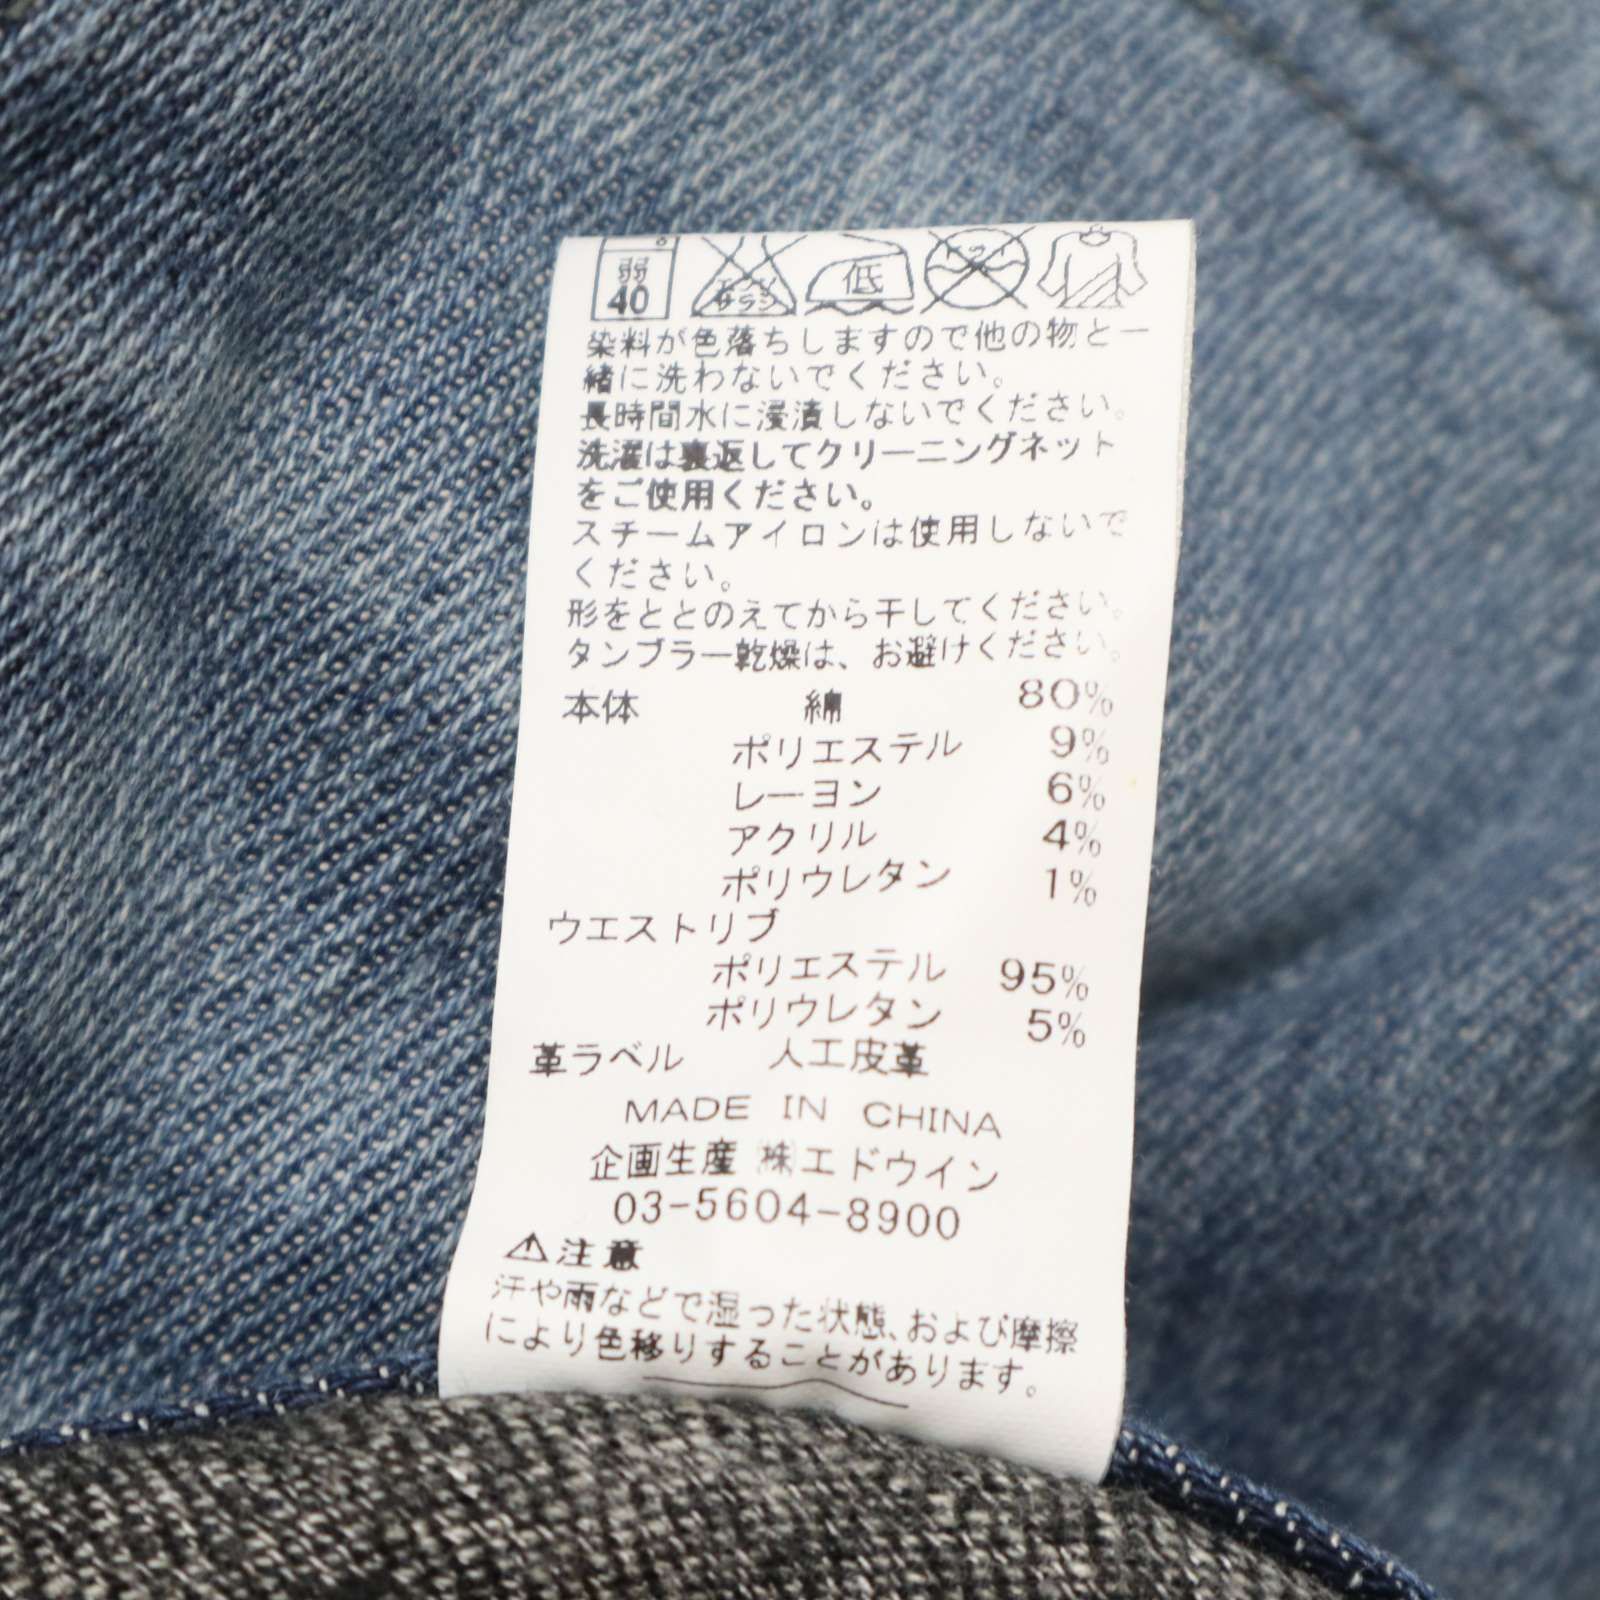 弱
40
エンソ
サラシ
低
ドライ
染料が色落ちしますので他の物と一
緒に洗わないでください。
長時間水に浸漬しないでください。
洗濯は裏返してクリーニングネット
をご使用ください。
スチームアイロンは使用しないで
ください。
形をととのえてから干してください。
タンブラー乾燥は、お避けください。
本体 綿 80%
ポリエステル 9%
レーヨン 6%
アクリル 4%
ポリウレタン 1%
ウエストリブ
ポリエステル 95%
ポリウレタン 5%
革ラベル 人工皮革
MADE IN CHINA
企画生産 ㈱エドウイン
03-5604-8900
⚠注意
汗や雨などで湿った状態、および摩擦
により色移りすることがあります。